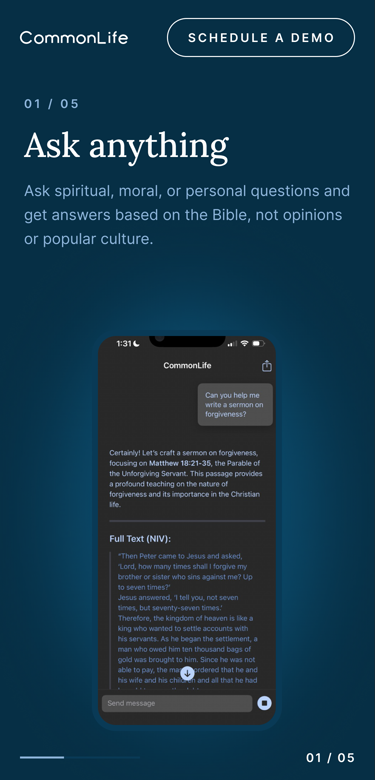 CommonLife
SCHEDULE A DEMO
01 / 05
Ask anything
Ask spiritual, moral, or personal questions and
get answers based on the Bible, not opinions
or popular culture.
1:31
CommonLife
Can you help me
write a sermon on
forgiveness?
Certainly! Let's craft a sermon on forgiveness,
focusing on Matthew 18:21-35, the Parable of
the Unforgiving Servant. This passage provides
a profound teaching on the nature of
forgiveness and its importance in the Christian
life.
Full Text (NIV):
"Then Peter came to Jesus and asked,
'Lord, how many times shall I forgive my
brother or sister who sins against me? Up
to seven times?'
Jesus answered, 'I tell you, not seven
times, but seventy-seven times.'
Therefore, the kingdom of heaven is like a
king who wanted to settle accounts with
his servants. As he began the settlement, a
man who owed him ten thousand bags of
gold was brought to him. Since he was not
able to pay, the ordered that he and
his wife and his and all that he had
Send message
01 / 05